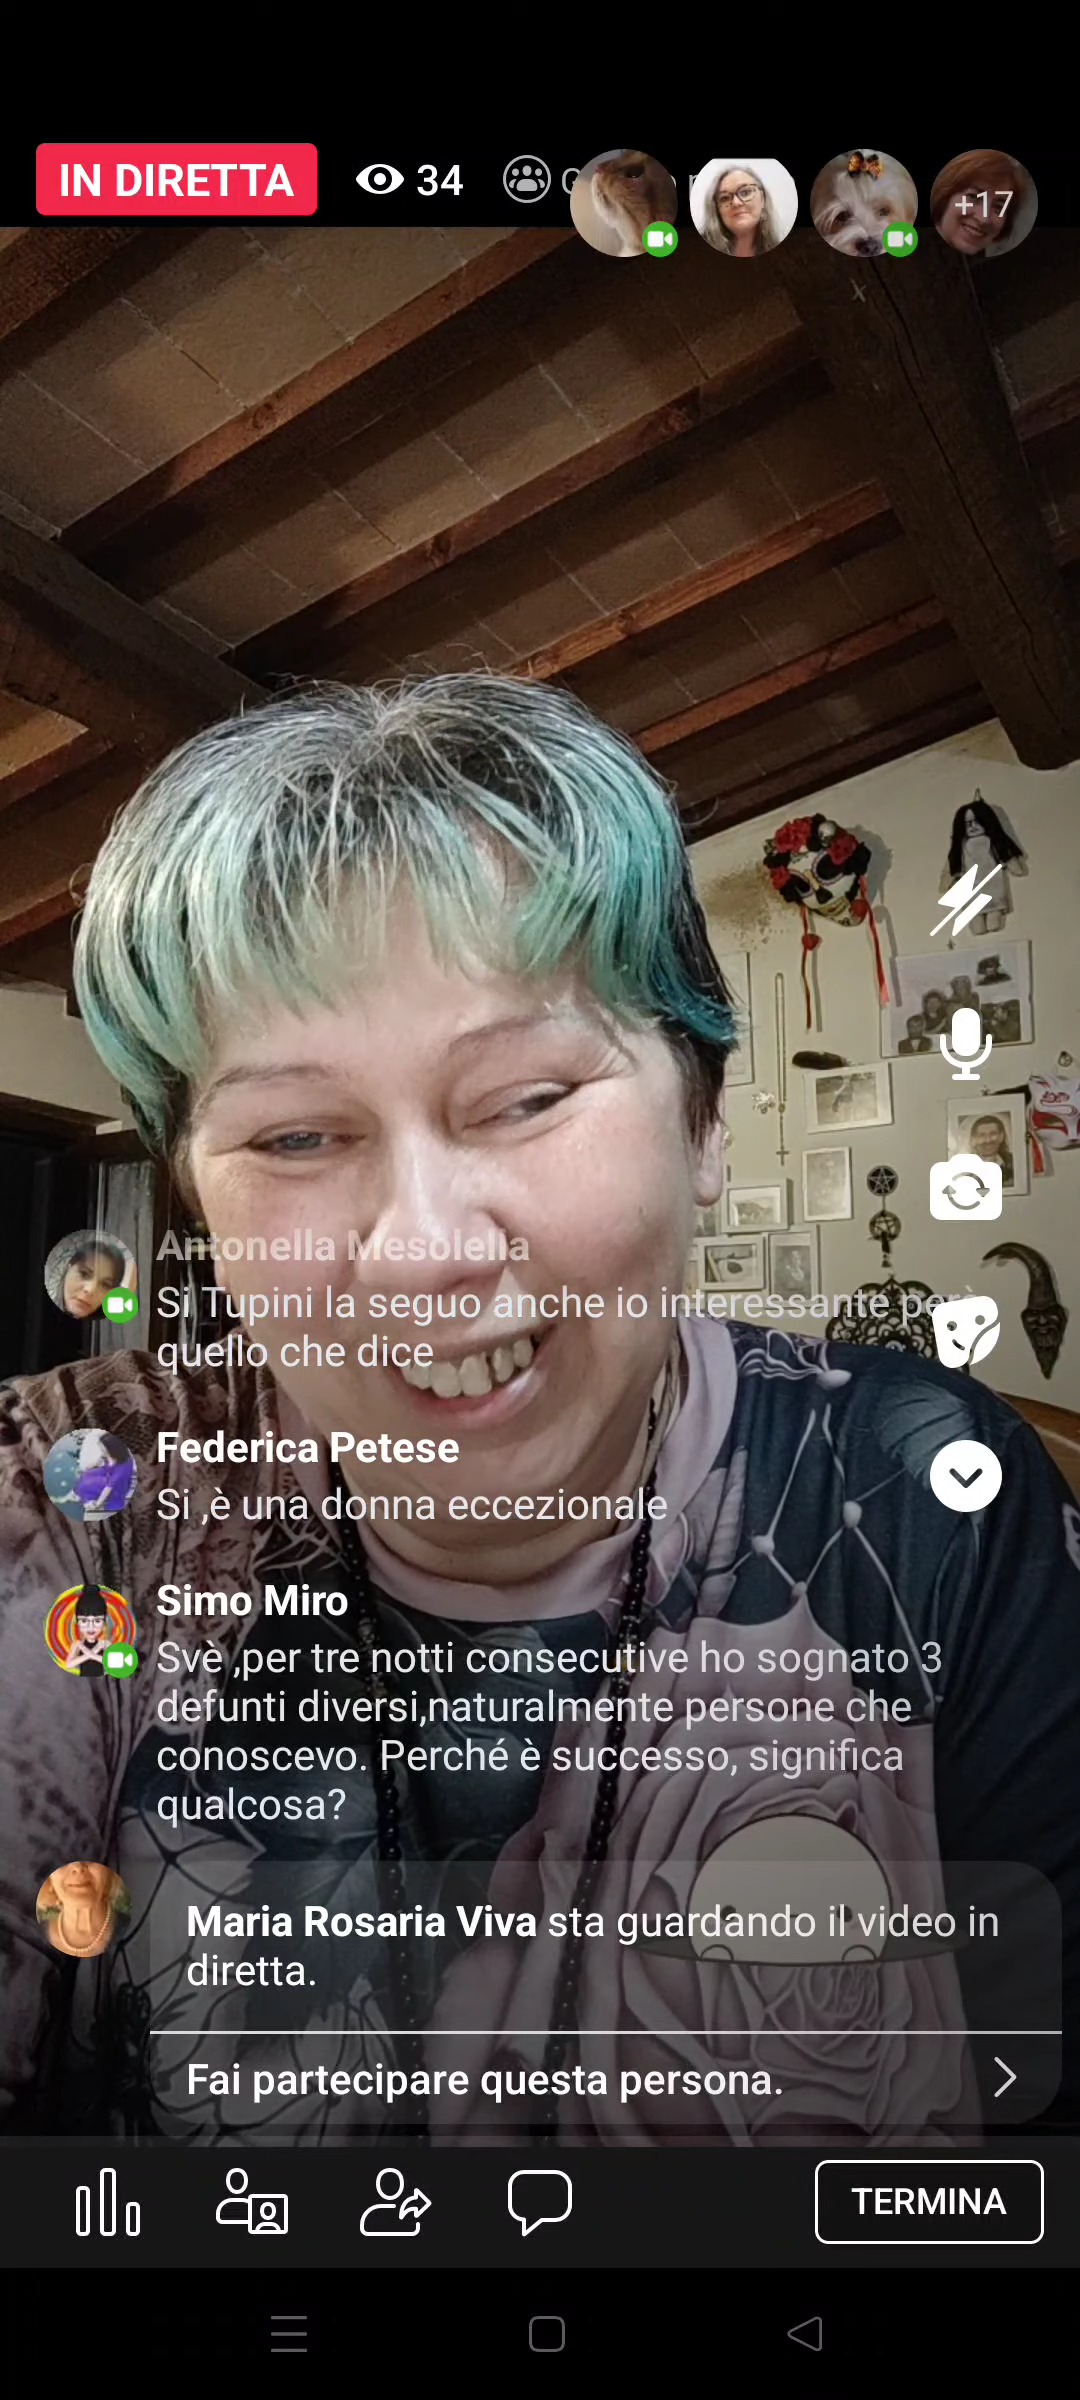 IN DIRETTA
34
+17
Antonella Mesolella
Si Tupini la seguo anche io interessante però
quello che dice
Federica Petese
Si ,è una donna eccezionale
Simo Miro
Svè ,per tre notti consecutive ho sognato 3
defunti diversi,naturalmente persone che
conoscevo. Perché è successo, significa
qualcosa?
Maria Rosaria Viva sta guardando il video in
diretta.
Fai partecipare questa persona.
TERMINA